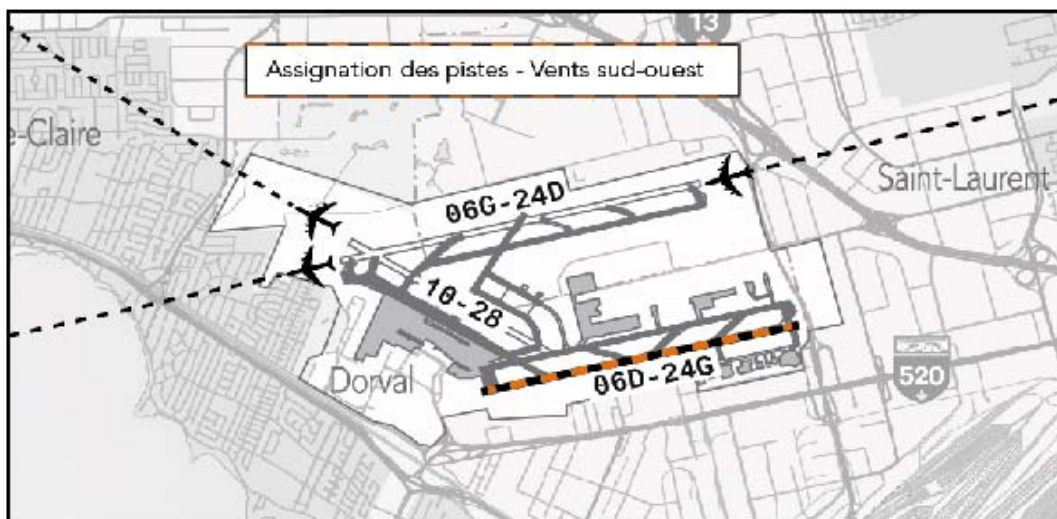 13
Assignation des pistes - Vents sud-ouest
e-Claire
Saint-Laurent
06G-24D
10-28
Dorval
06D-24G
520